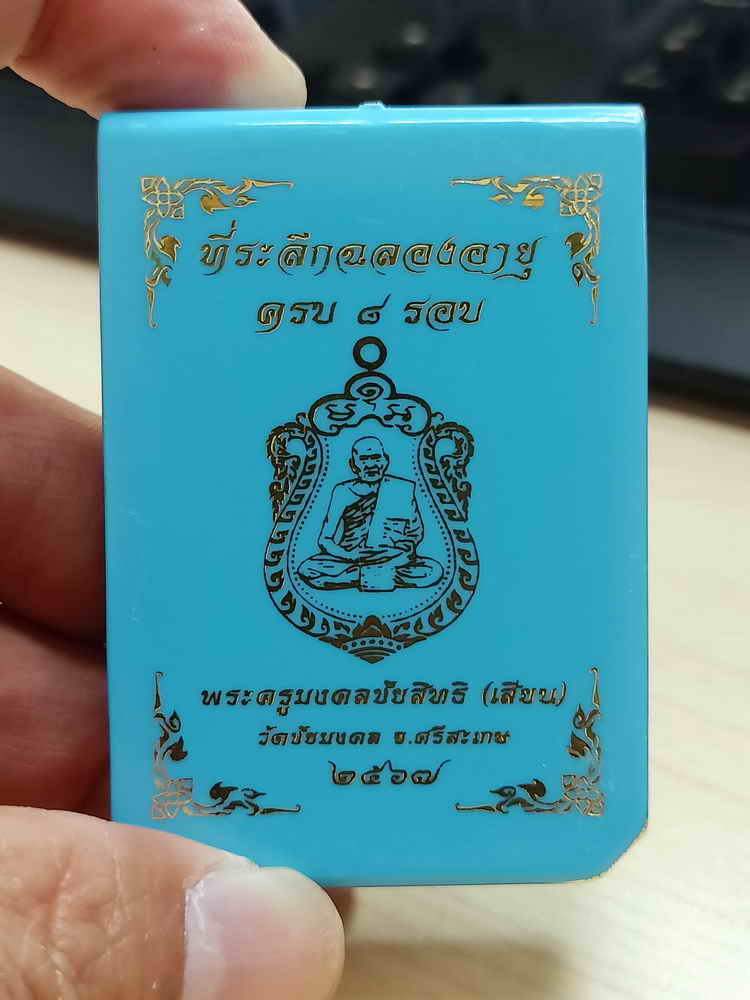 ที่ระลึกฉลองอายุ
ครบ ๘ รอบ
พระครูมงคลชัยสิทธิ (เสียน)
วัดชัยมงคล จ.ศรีสะเกษ
๒๕๖๗